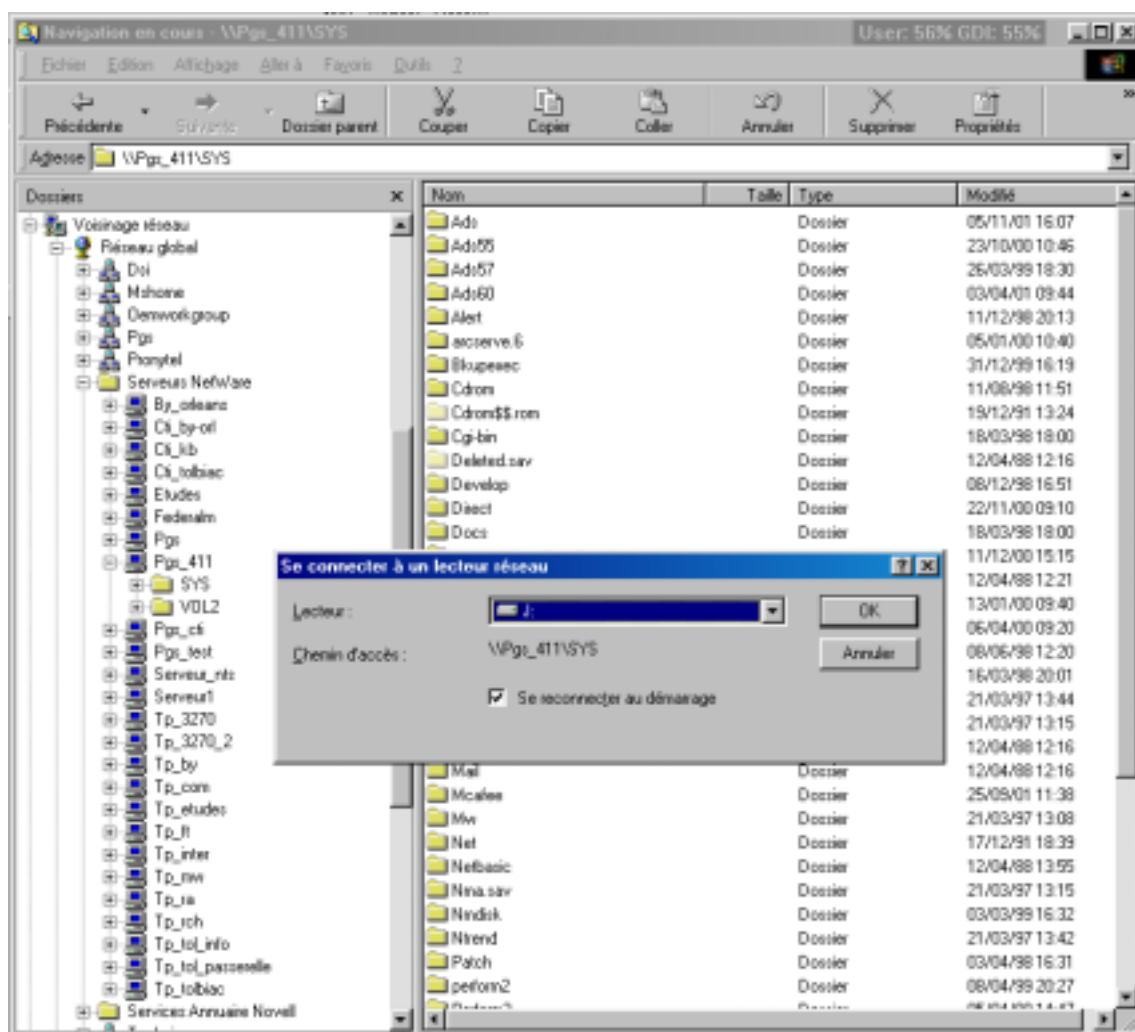 Navigation en cours - \\Pgs_411\SYS
User: 56% GDI: 55%
Fichier Edition Affichage Aller à Favoris Outils ?
Précédente Suivante Dossier parent Couper Copier Coller Annuler Supprimer Propriétés »
Adresse \\Pgs_411\SYS
Dossiers
Voisinage réseau
Réseau global
Dsi
Mshome
Oemworkgroup
Pgs
Pronytel
Serveurs NetWare
By_orleans
Cti_by-orl
Cti_kb
Cti_tolbiac
Etudes
Federalm
Pgs
Pgs_411
SYS
VOL2
Pgs_cti
Pgs_test
Serveur_nts
Serveur1
Tp_3270
Tp_3270_2
Tp_by
Tp_com
Tp_etudes
Tp_ft
Tp_inter
Tp_mw
Tp_ra
Tp_rch
Tp_tol_info
Tp_tol_passerelle
Tp_tolbiac
Services Annuaire Novell
Nom Taille Type Modifié
Ads Dossier 05/11/01 16:07
Ads55 Dossier 23/10/00 10:46
Ads57 Dossier 26/03/99 18:30
Ads60 Dossier 03/04/01 09:44
Alert Dossier 11/12/98 20:13
arcserve.6 Dossier 05/01/00 10:40
Bkupexec Dossier 31/12/99 16:19
Cdrom Dossier 11/08/98 11:51
Cdrom$$.rom Dossier 19/12/91 13:24
Cgi-bin Dossier 18/03/98 18:00
Deleted.sav Dossier 12/04/88 12:16
Develop Dossier 08/12/98 16:51
Direct Dossier 22/11/00 09:10
Docs Dossier 18/03/98 18:00
11/12/00 15:15
12/04/88 12:21
13/01/00 09:40
06/04/00 09:20
08/06/98 12:20
16/03/98 20:01
21/03/97 13:44
21/03/97 13:15
12/04/88 12:16
Mail Dossier 12/04/88 12:16
Mcafee Dossier 25/09/01 11:38
Mw Dossier 21/03/97 13:08
Net Dossier 17/12/91 18:39
Netbasic Dossier 12/04/88 13:55
Nma.sav Dossier 21/03/97 13:15
Nmdisk Dossier 03/03/99 16:32
Ntrend Dossier 21/03/97 13:42
Patch Dossier 03/04/98 16:31
perform2 Dossier 08/04/99 20:27
Se connecter à un lecteur réseau
Lecteur : J: OK
Chemin d'accès : \\Pgs_411\SYS Annuler
Se reconnecter au démarrage